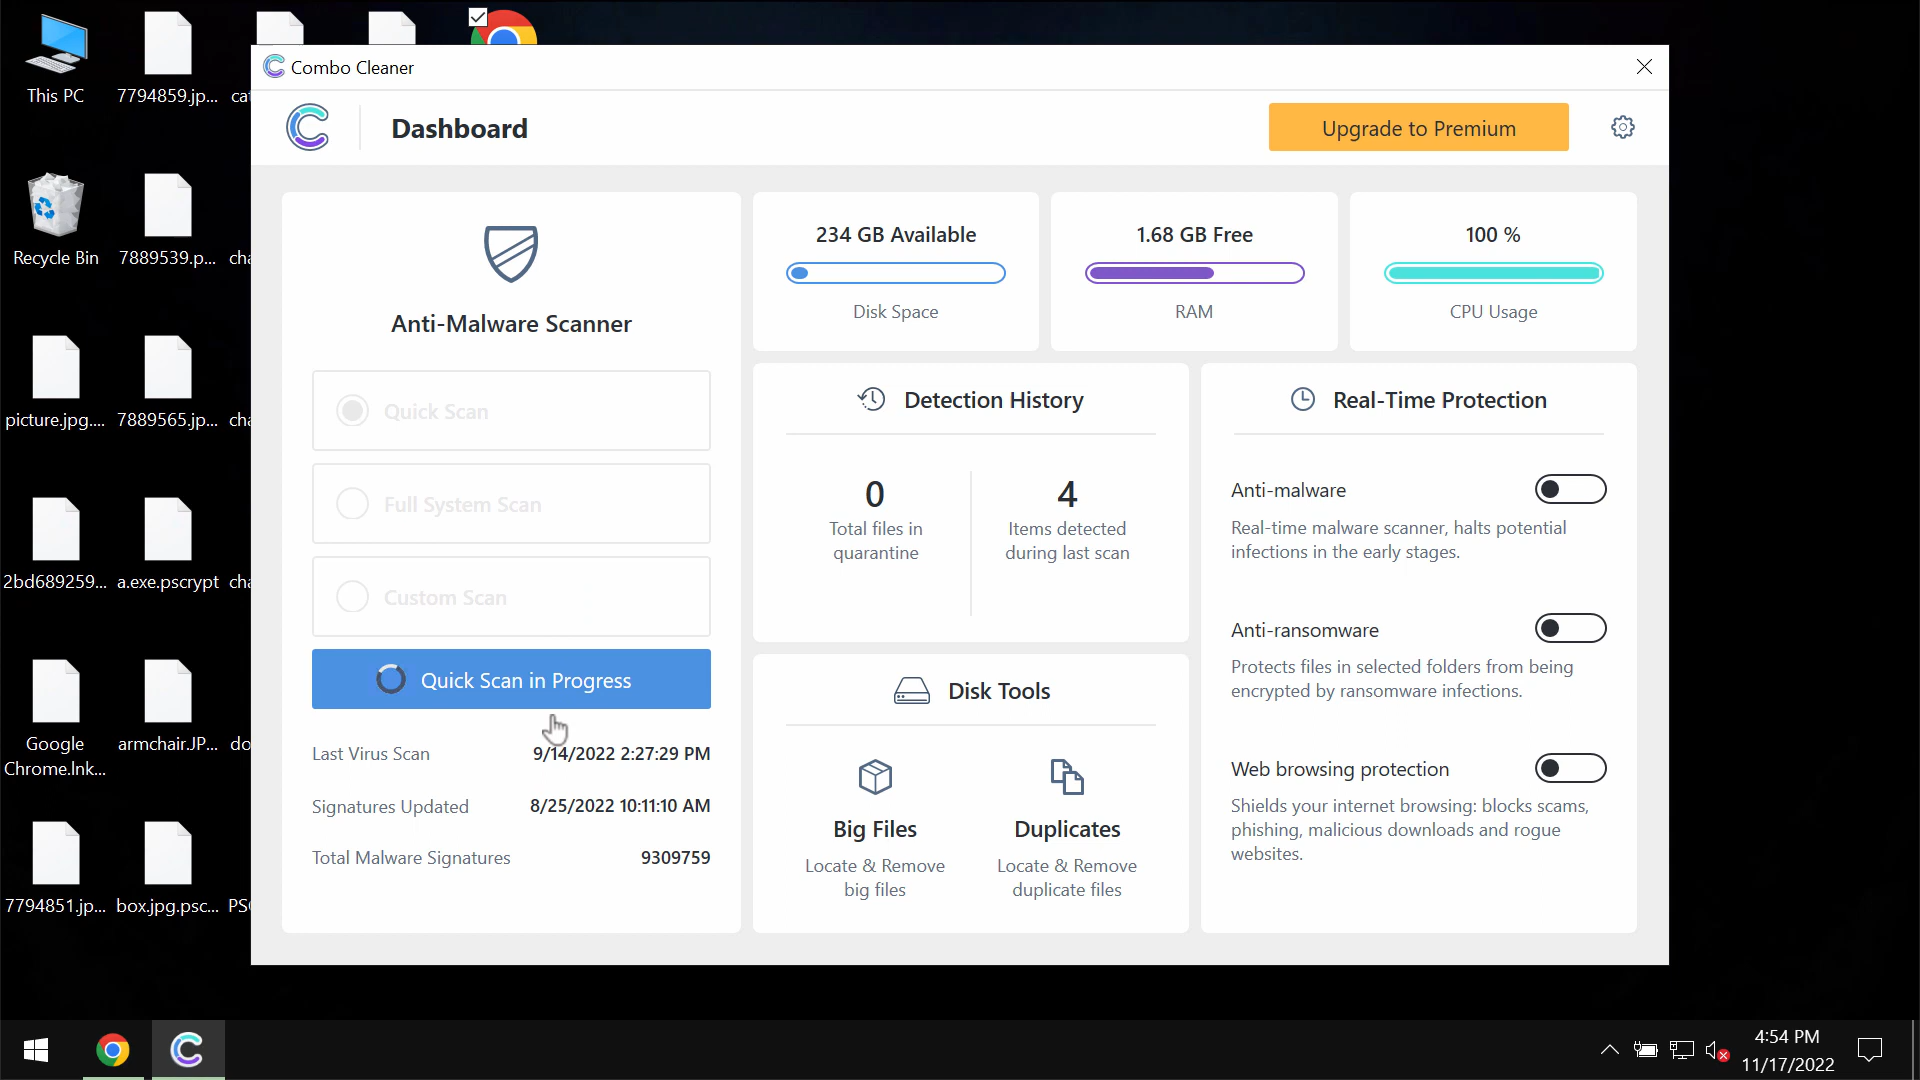 This PC
7794859.jp...
Recycle Bin
7889539.p...
picture.jpg....
7889565.jp...
2bd689259...
a.exe.pscrypt
Google
Chrome.lnk...
armchair.JP...
7794851.jp...
box.jpg.psc...
Combo Cleaner
Dashboard
Upgrade to Premium
Anti-Malware Scanner
Quick Scan
Full System Scan
Custom Scan
Quick Scan in Progress
Last Virus Scan 9/14/2022 2:27:29 PM
Signatures Updated 8/25/2022 10:11:10 AM
Total Malware Signatures 9309759
234 GB Available
Disk Space
1.68 GB Free
RAM
100 %
CPU Usage
Detection History
0
Total files in
quarantine
4
Items detected
during last scan
Disk Tools
Big Files
Locate & Remove
big files
Duplicates
Locate & Remove
duplicate files
Real-Time Protection
Anti-malware
Real-time malware scanner, halts potential
infections in the early stages.
Anti-ransomware
Protects files in selected folders from being
encrypted by ransomware infections.
Web browsing protection
Shields your internet browsing: blocks scams,
phishing, malicious downloads and rogue
websites.
4:54 PM
11/17/2022